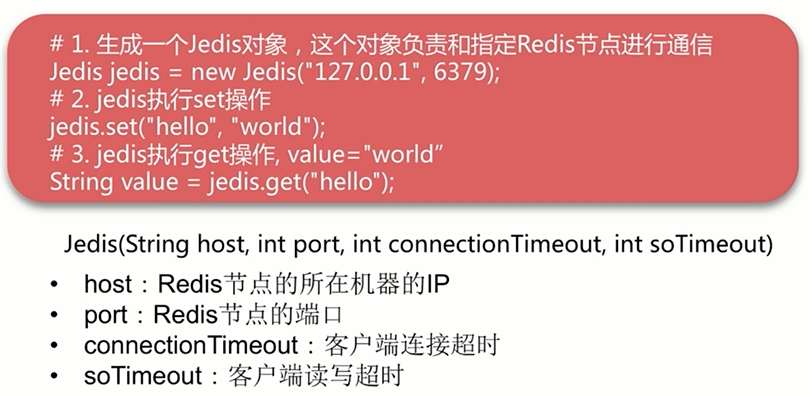 # 1. 生成一个Jedis对象，这个对象负责和指定Redis节点进行通信
Jedis jedis = new Jedis("127.0.0.1", 6379);
# 2. jedis执行set操作
jedis.set("hello", "world");
# 3. jedis执行get操作, value="world”
String value = jedis.get("hello");
Jedis(String host, int port, int connectionTimeout, int soTimeout)
• host：Redis节点的所在机器的IP
• port：Redis节点的端口
• connectionTimeout：客户端连接超时
• soTimeout：客户端读写超时